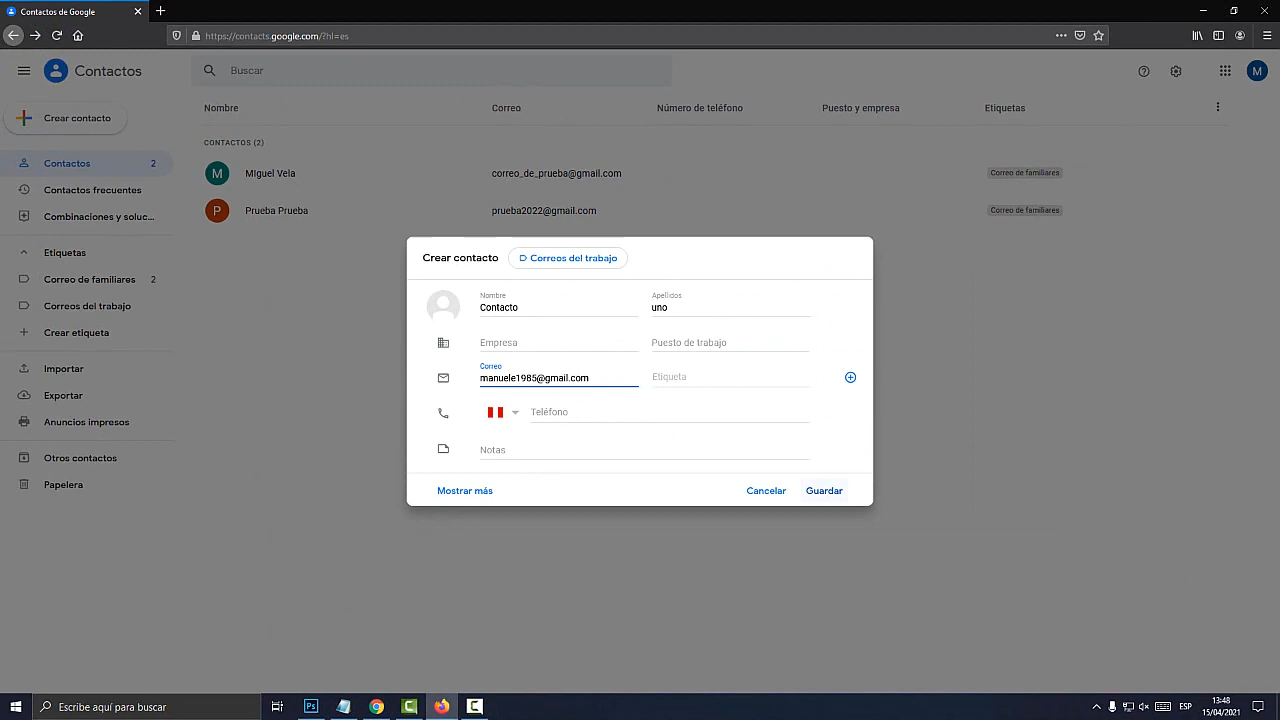 Contactos de Google
https://contacts.google.com/?hl=es
Contactos
Buscar
M
Crear contacto
Nombre
Correo
Número de teléfono
Puesto y empresa
Etiquetas
CONTACTOS (2)
Contactos
2
M
MIguel Vela
correo_de_prueba@gmail.com
Correo de familiares
Contactos frecuentes
P
Prueba Prueba
prueba2022@gmail.com
Correo de familiares
Combinaciones y soluc...
Etiquetas
Correo de familiares
2
Correos del trabajo
Crear etiqueta
Importar
Exportar
Anuncios impresos
Otros contactos
Papelera
Crear contacto
Correos del trabajo
Nombre
Contacto
Apellidos
uno
Empresa
Puesto de trabajo
Correo
manuele1985@gmail.com
Etiqueta
Teléfono
Notas
Mostrar más
Cancelar
Guardar
Escribe aquí para buscar
Ps
ESP
13:48
15/04/2021